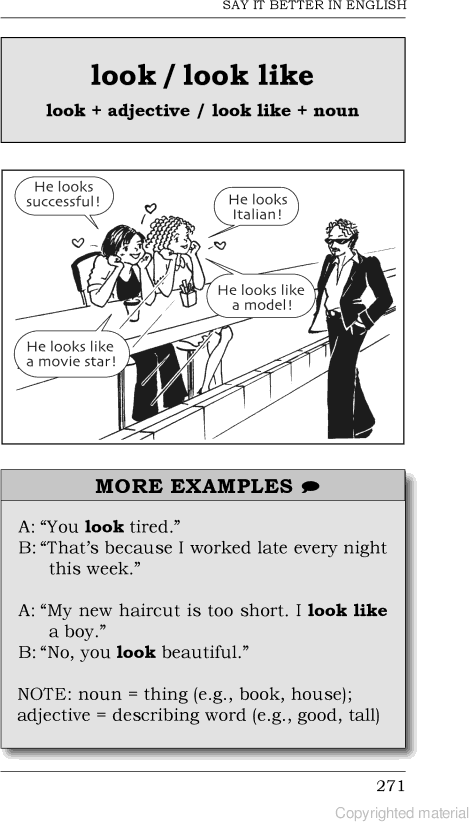 SAY IT BETTER IN ENGLISH
look / look like
look + adjective / look like + noun
He looks
successful!
He looks
Italian!
He looks like
a model!
He looks like
a movie star!
MORE EXAMPLES
A: “You look tired.”
B: “That’s because I worked late every night
this week.”
A: “My new haircut is too short. I look like
a boy.”
B: “No, you look beautiful.”
NOTE: noun = thing (e.g., book, house);
adjective = describing word (e.g., good, tall)
271
Copyrighted material